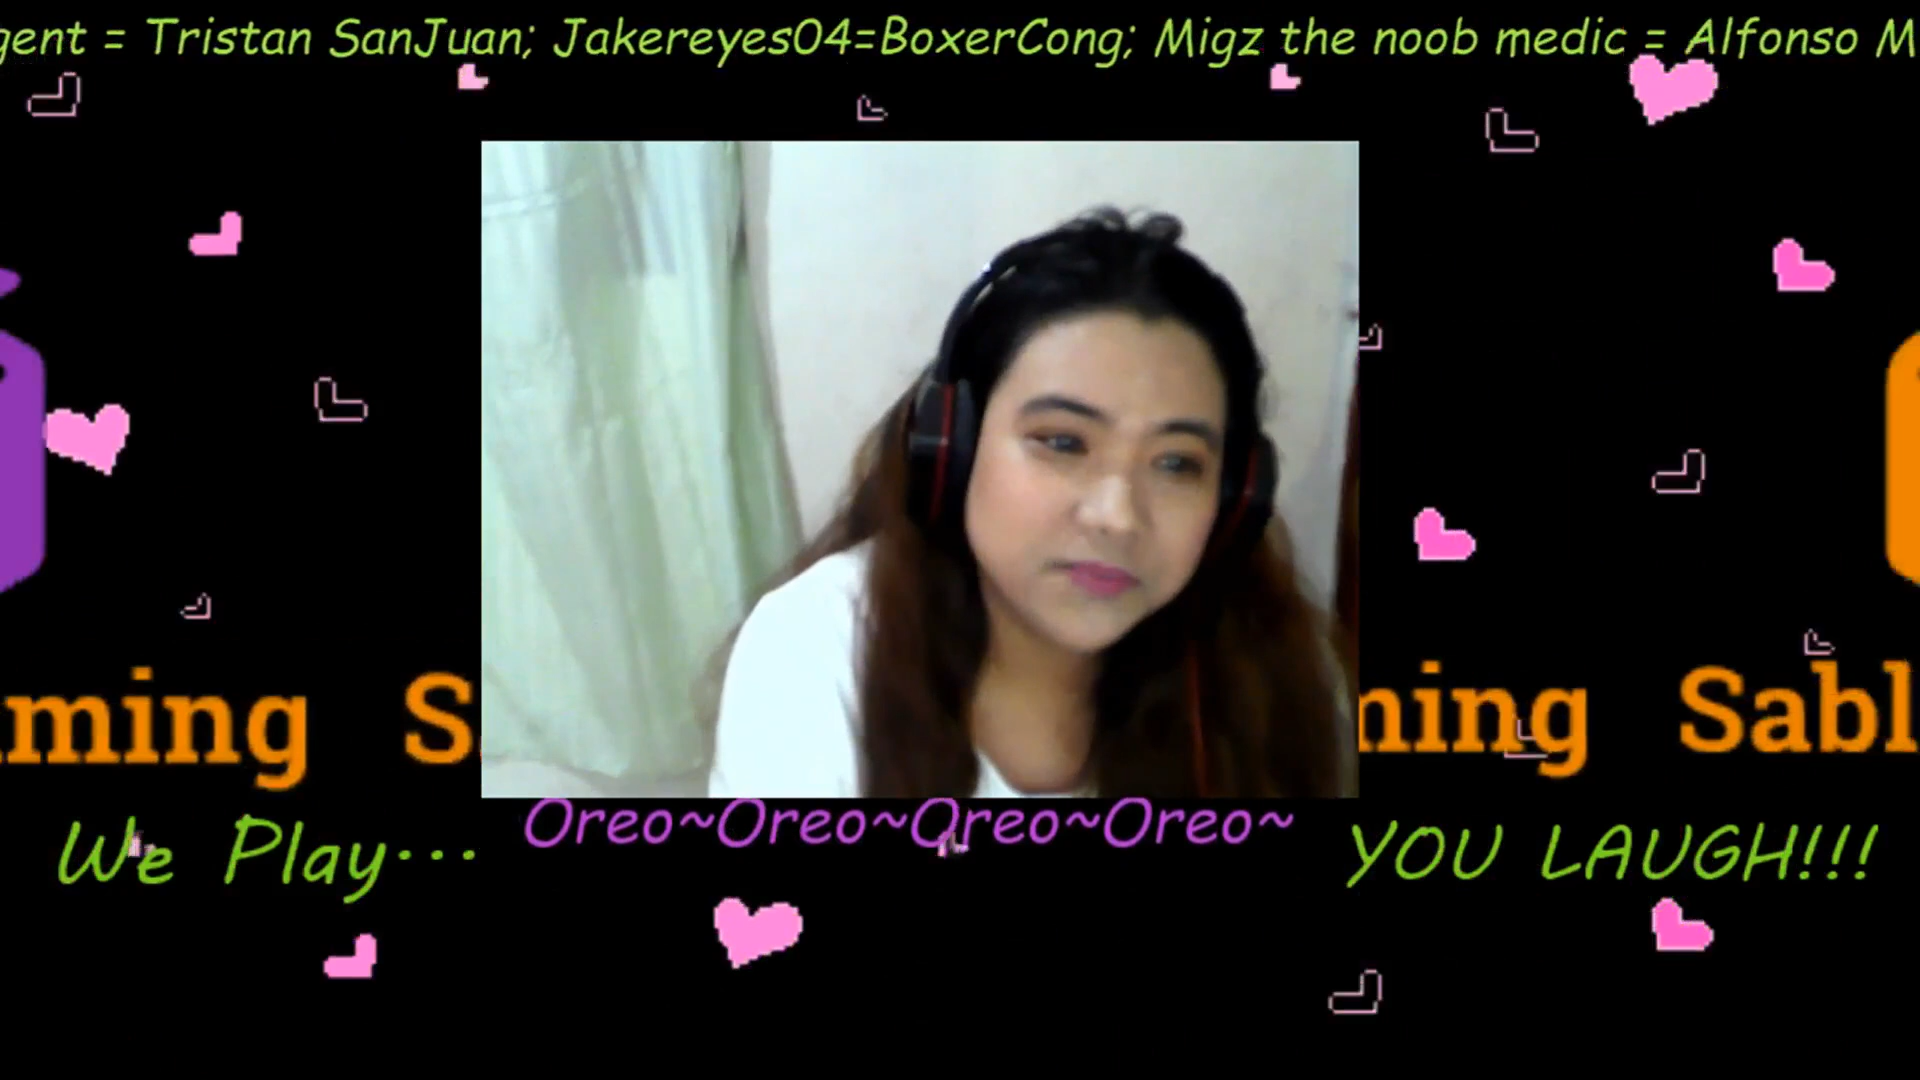 gent = Tristan SanJuan; Jakereyes04=BoxerCong; Migz the noob medic = Alfonso M
ming S
ming Sabl
We Play...
Oreo~Oreo~Oreo~Oreo~
YOU LAUGH!!!